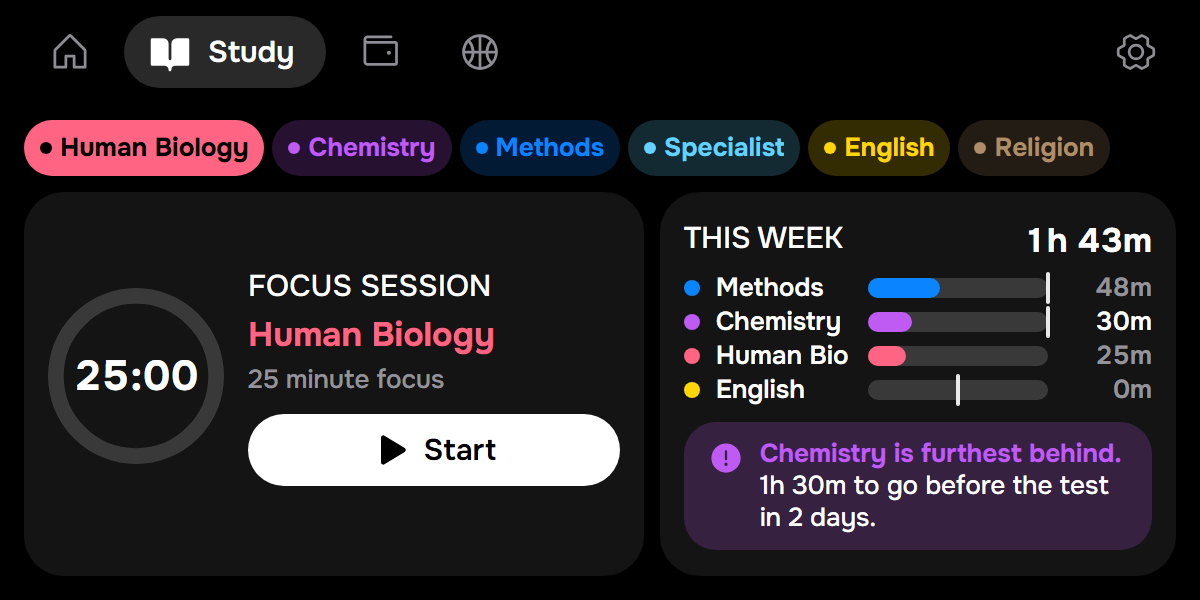 Study
Human Biology
Chemistry
Methods
Specialist
English
Religion
25:00
FOCUS SESSION
Human Biology
25 minute focus
Start
THIS WEEK
1h 43m
Methods 48m
Chemistry 30m
Human Bio 25m
English 0m
Chemistry is furthest behind.
1h 30m to go before the test
in 2 days.